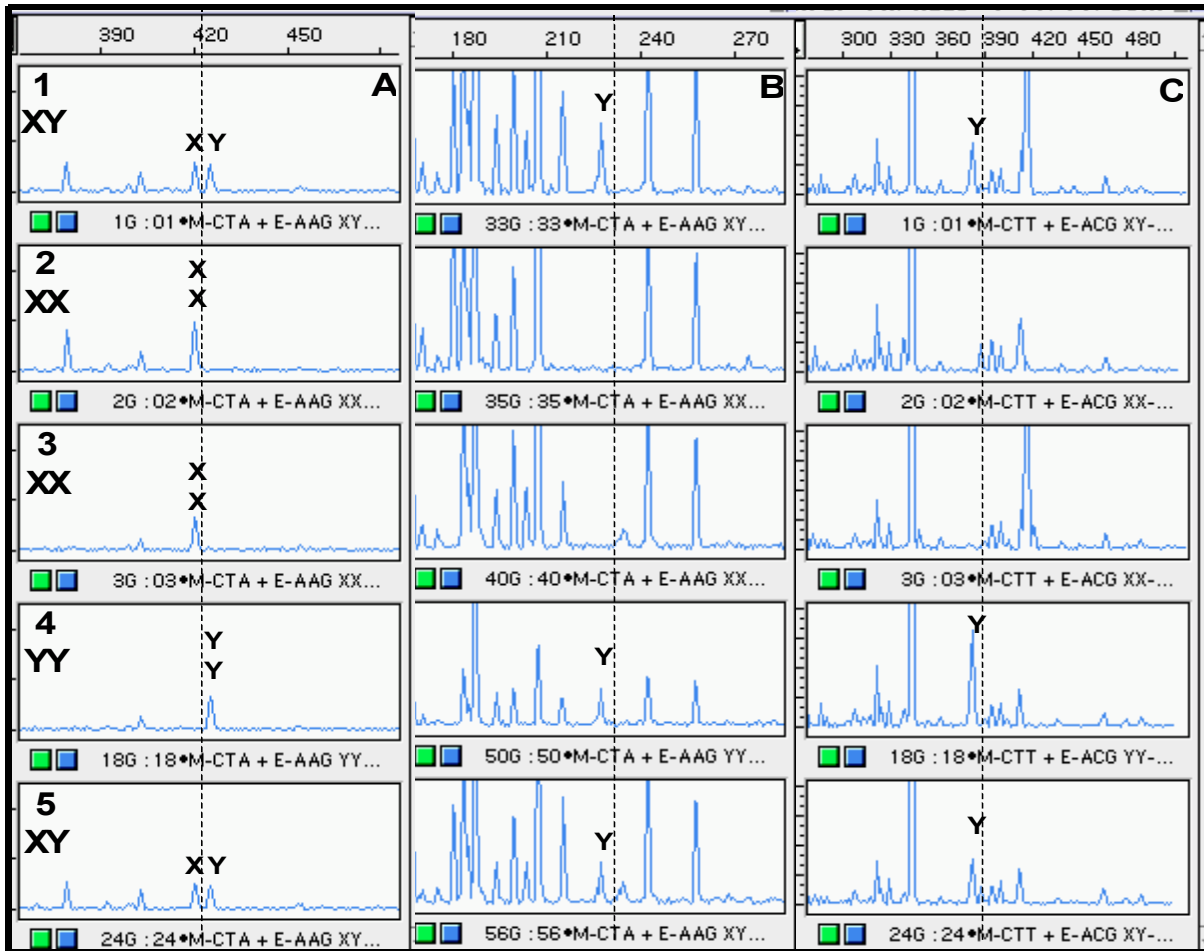 390 420 450
180 210 240 270
300 330 360 390 420 450 480
1 A
XY
X Y
B
Y
C
Y
1G :01•M-CTA + E-AAG XY...
33G :33•M-CTA + E-AAG XY...
1G :01•M-CTT + E-ACG XY-...
2
XX
X
X
2G :02•M-CTA + E-AAG XX...
35G :35•M-CTA + E-AAG XX...
2G :02•M-CTT + E-ACG XX-...
3
XX
X
X
3G :03•M-CTA + E-AAG XX...
40G :40•M-CTA + E-AAG XX...
3G :03•M-CTT + E-ACG XX-...
4
YY
Y
Y
Y
Y
18G :18•M-CTA + E-AAG YY...
50G :50•M-CTA + E-AAG YY...
18G :18•M-CTT + E-ACG YY-...
5
XY
X Y
Y
Y
24G :24•M-CTA + E-AAG XY...
56G :56•M-CTA + E-AAG XY...
24G :24•M-CTT + E-ACG XY-...